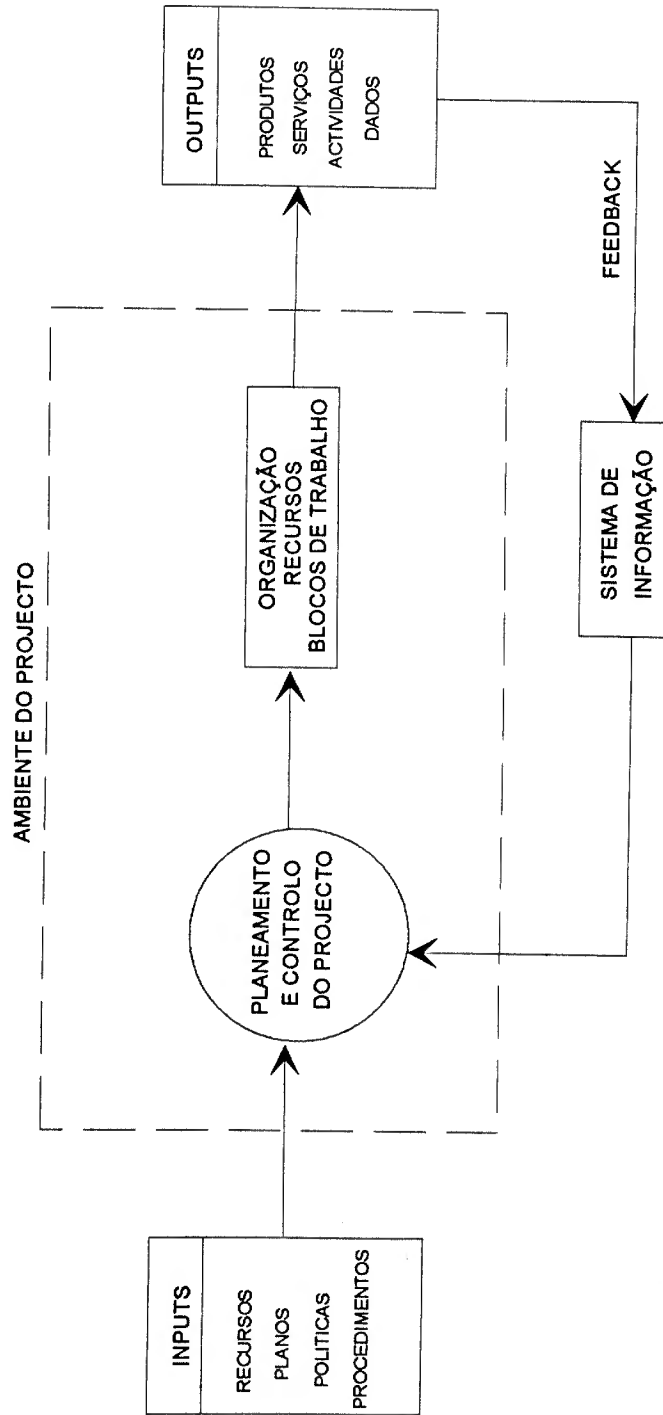 AMBIENTE DO PROJECTO
INPUTS
RECURSOS
PLANOS
POLITICAS
PROCEDIMENTOS
PLANEAMENTO
E CONTROLO
DO PROJECTO
ORGANIZAÇÃO
RECURSOS
BLOCOS DE TRABALHO
OUTPUTS
PRODUTOS
SERVIÇOS
ACTIVIDADES
DADOS
FEEDBACK
SISTEMA DE
INFORMAÇÃO